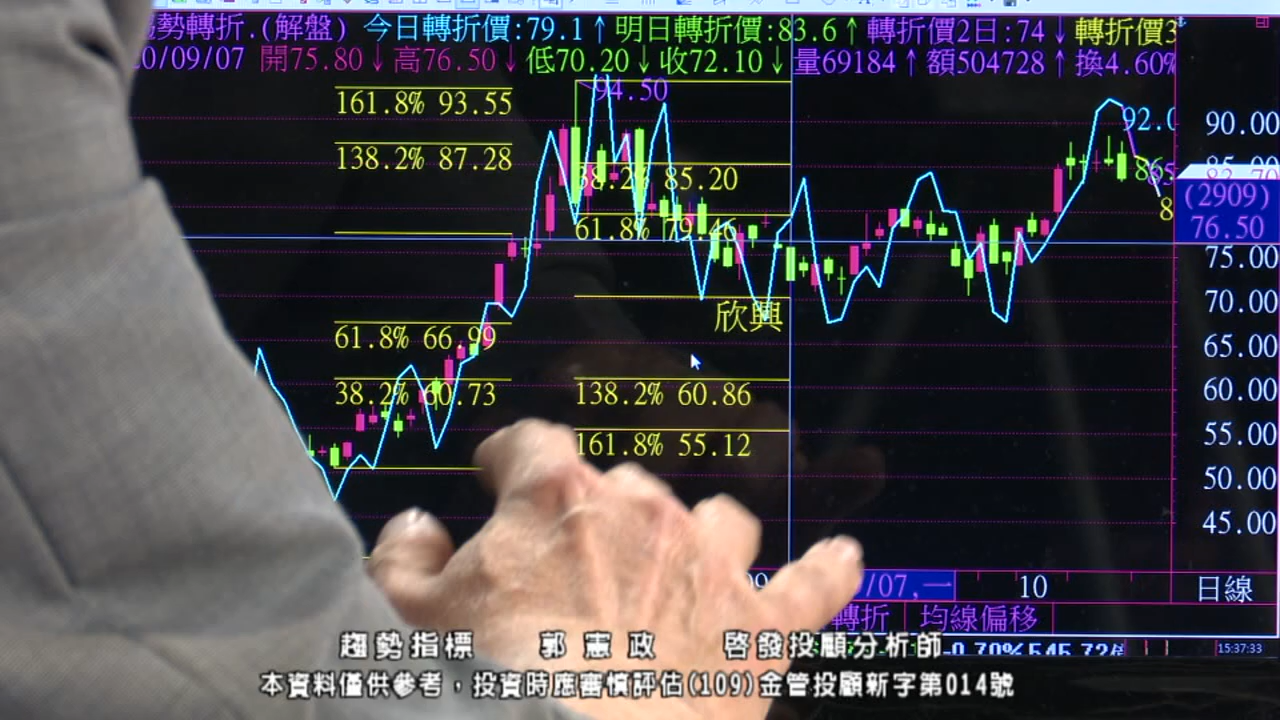 趨勢轉折.(解盤) 今日轉折價:79.1↑明日轉折價:83.6↑轉折價2日:74↓轉折價3
0/09/07 開75.80↓高76.50↓低70.20↓收72.10↓量69184↑額504728↑換4.60%
161.8% 93.55
94.50
138.2% 87.28
38.2% 85.20
61.8% 79.46
92.0
90.00
(2909)
76.50
75.00
70.00
欣興
61.8% 66.99
65.00
38.2% 60.73
138.2% 60.86
60.00
161.8% 55.12
55.00
50.00
45.00
/07,一
10
日線
轉折
均線偏移
15:37:33
趨勢指標 郭憲政 啓發投顧分析師
本資料僅供參考,投資時應審慎評估(109)金管投顧新字第014號